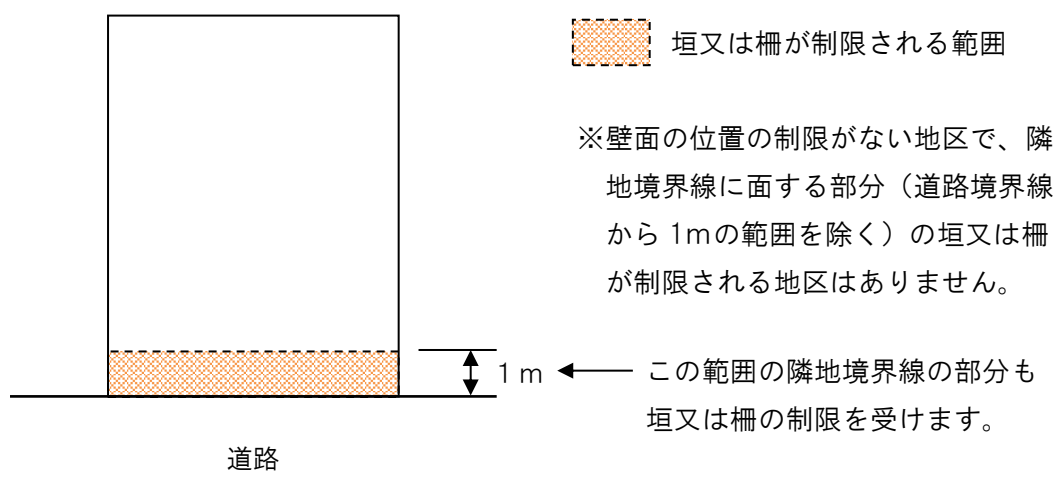 垣又は柵が制限される範囲
※壁面の位置の制限がない地区で、隣
地境界線に面する部分（道路境界線
から 1ｍの範囲を除く）の垣又は柵
が制限される地区はありません。
1ｍ
この範囲の隣地境界線の部分も
垣又は柵の制限を受けます。
道路